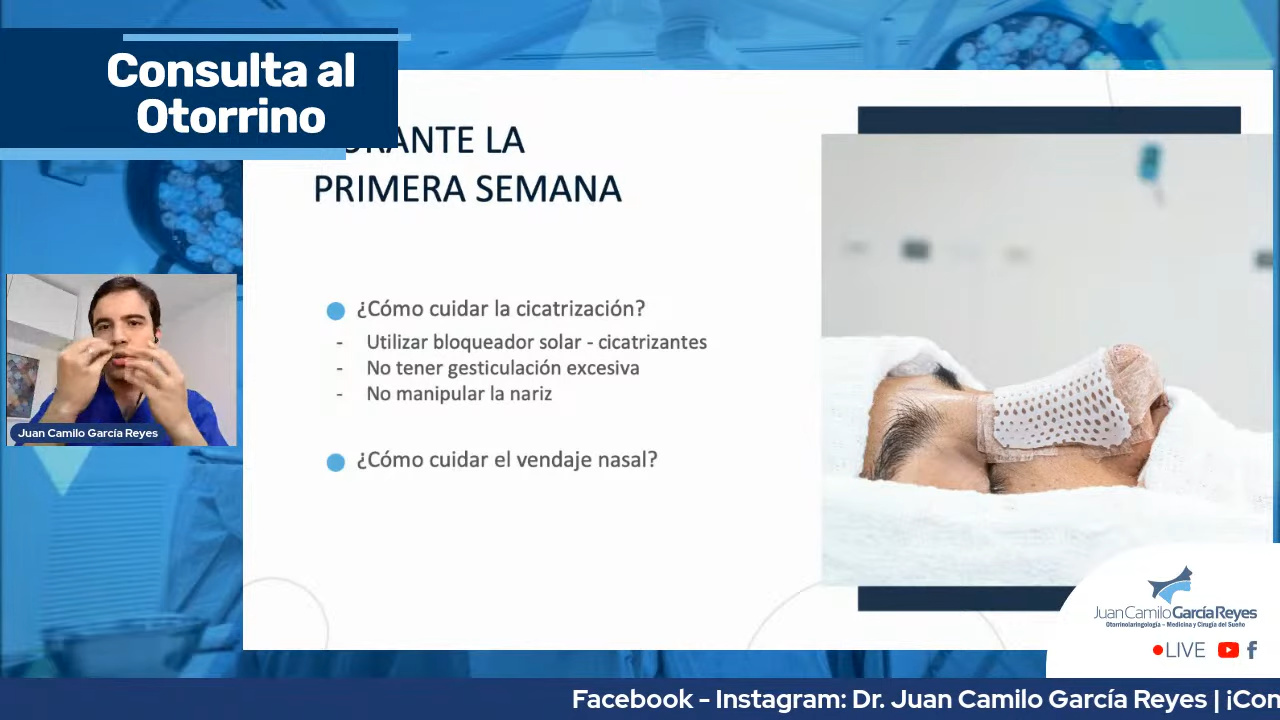 Consulta al
Otorrino
LA
PRIMERA SEMANA
¿Cómo cuidar la cicatrización?
- Utilizar bloqueador solar - cicatrizantes
- No tener gesticulación excesiva
- No manipular la nariz
¿Cómo cuidar el vendaje nasal?
Juan Camilo García Reyes
JuanCamiloGarcíaReyes
Otorrinolaringología - Medicina y Cirugía del Sueño
LIVE
Facebook - Instagram: Dr. Juan Camilo García Reyes | ¡Con